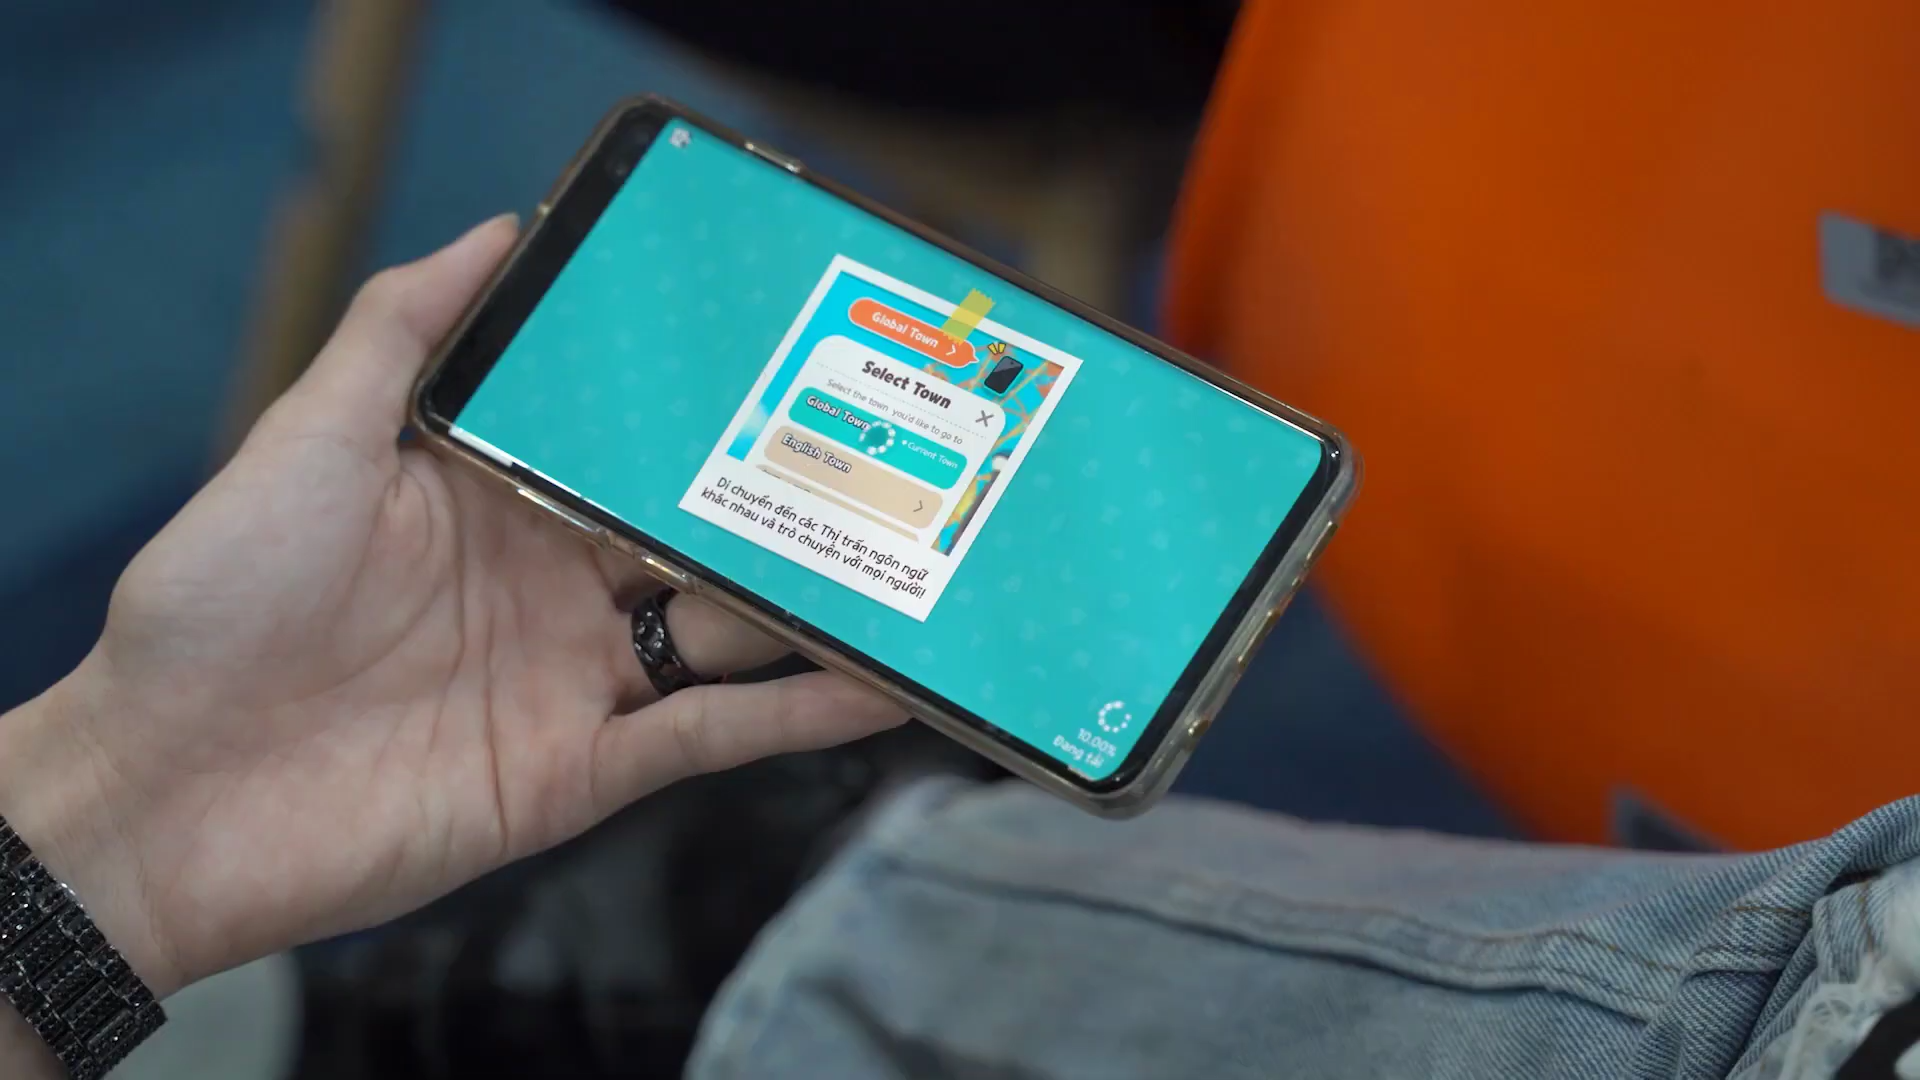 Global Town
Select Town
Select the town you'd like to go to
Global Town
Current Town
English Town
Di chuyển đến các Thị trấn ngôn ngữ
khác nhau và trò chuyện với mọi người!
10.00%
Đang tải